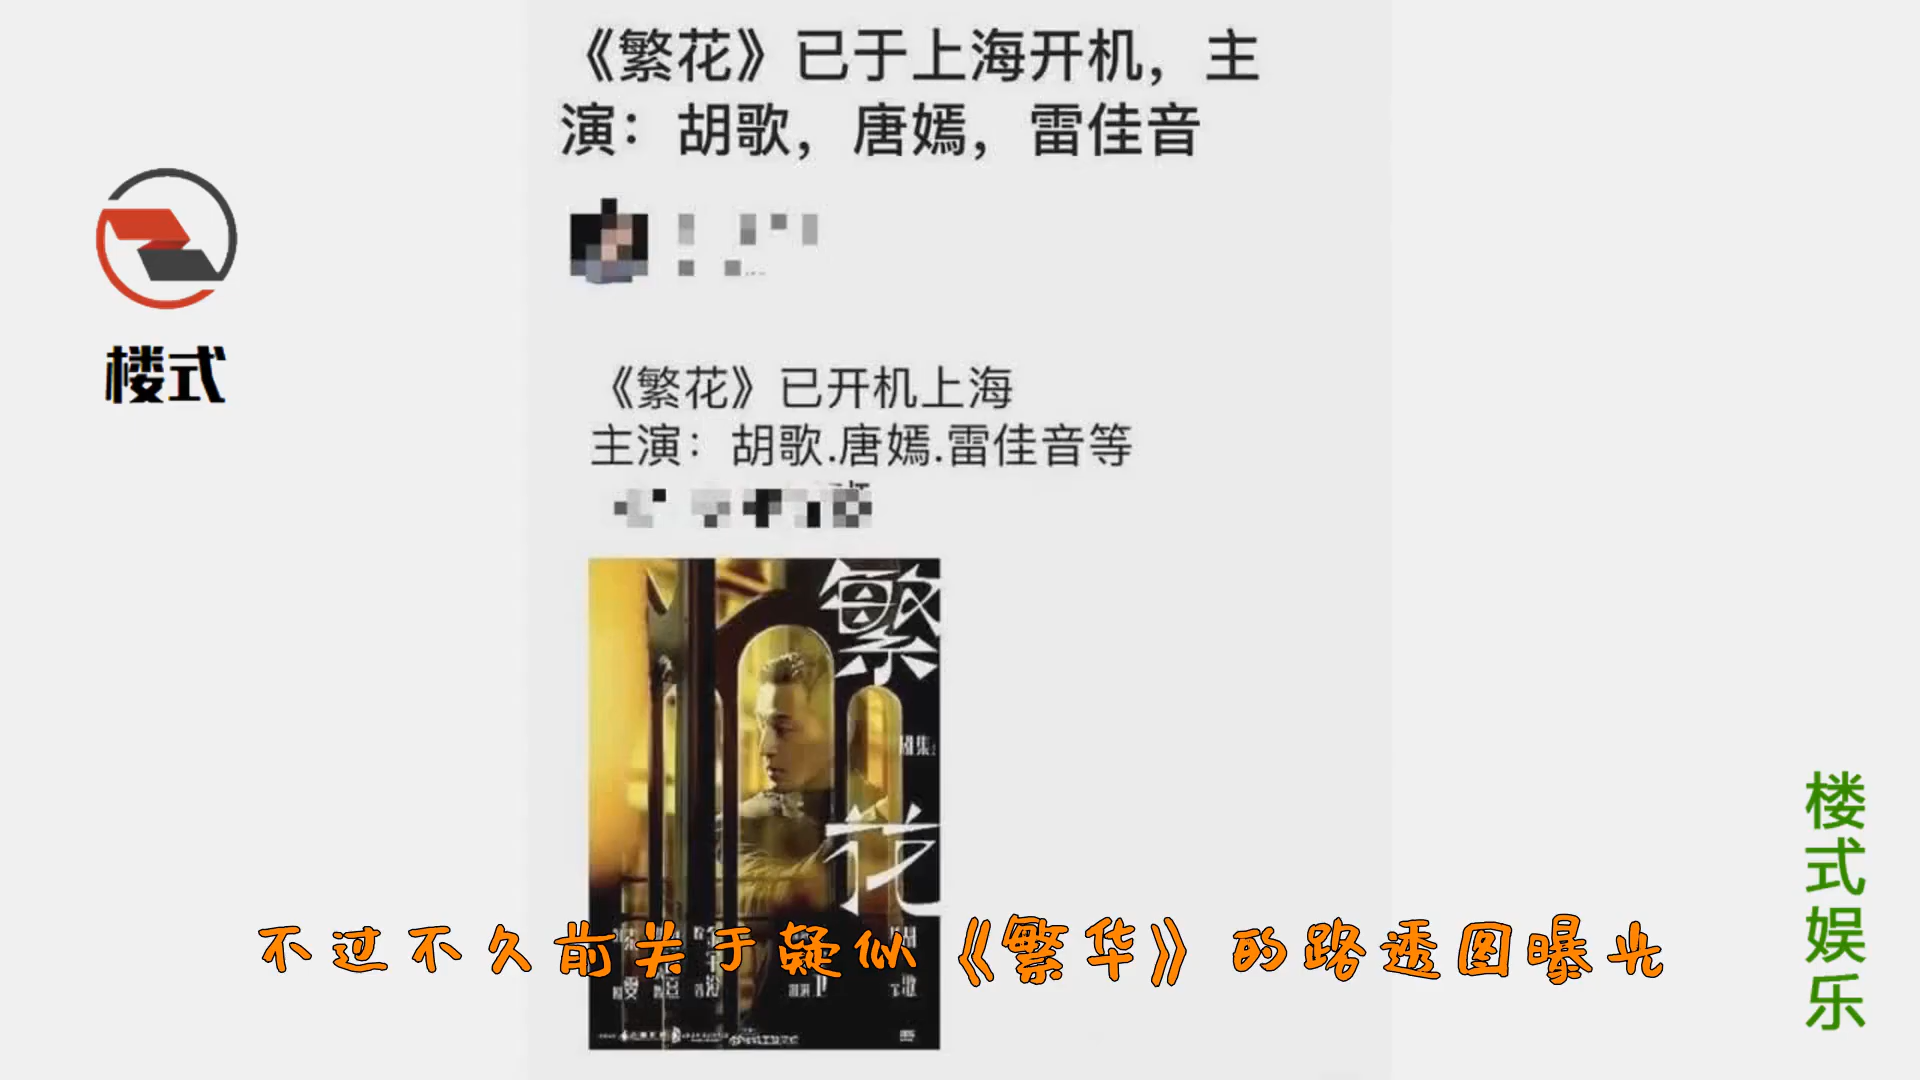 《繁花》已于上海开机，主
演：胡歌，唐嫣，雷佳音
楼式
《繁花》已开机上海
主演：胡歌.唐嫣.雷佳音等
繁
花
不过不久前关于疑似《繁华》的路透图曝光
楼式娱乐